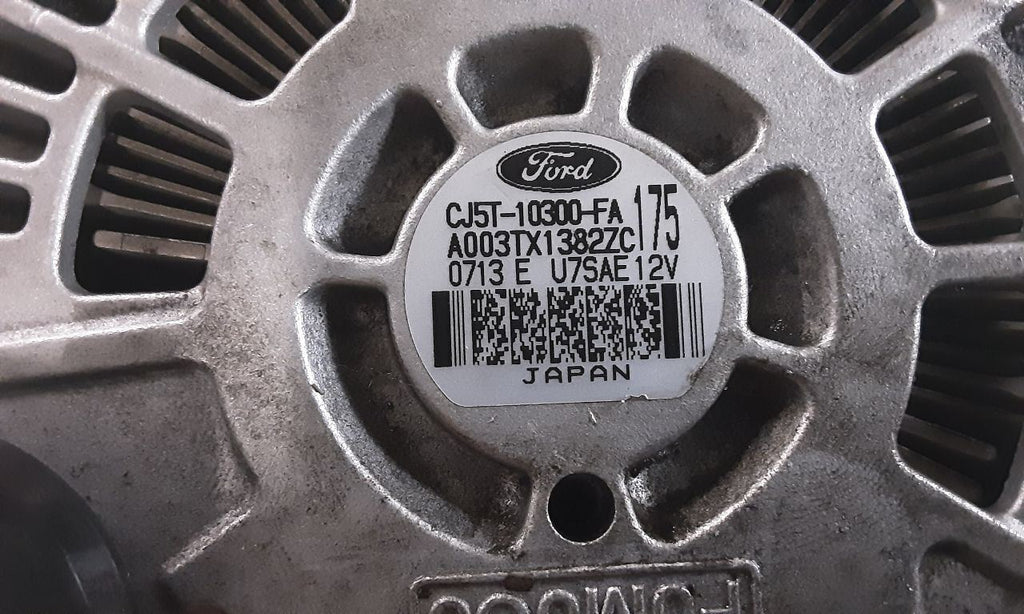 Ford
CJ5T-10300-FA 175
A003TX1382ZC
0713 E U7SAE 12V
JAPAN